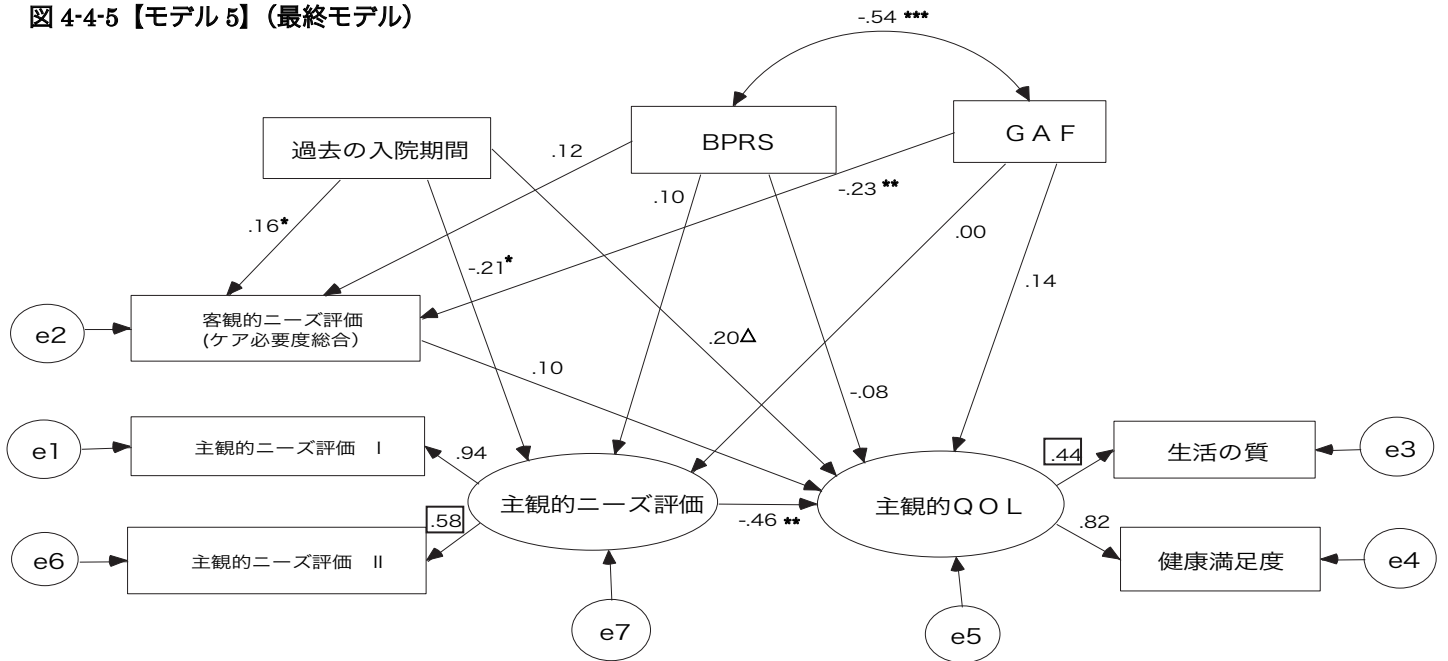 図 4-4-5【モデル 5】（最終モデル）
-.54 ***
過去の入院期間
BPRS
ＧＡＦ
.12
.10
-.23 **
.16*
-.21*
.00
.14
e2
客観的ニーズ評価
(ケア必要度総合）
.20△
.10
-.08
e1
主観的ニーズ評価　I
.94
.44
生活の質
e3
主観的ニーズ評価
主観的ＱＯＬ
.58
-.46 **
.82
e6
主観的ニーズ評価　II
健康満足度
e4
e7
e5